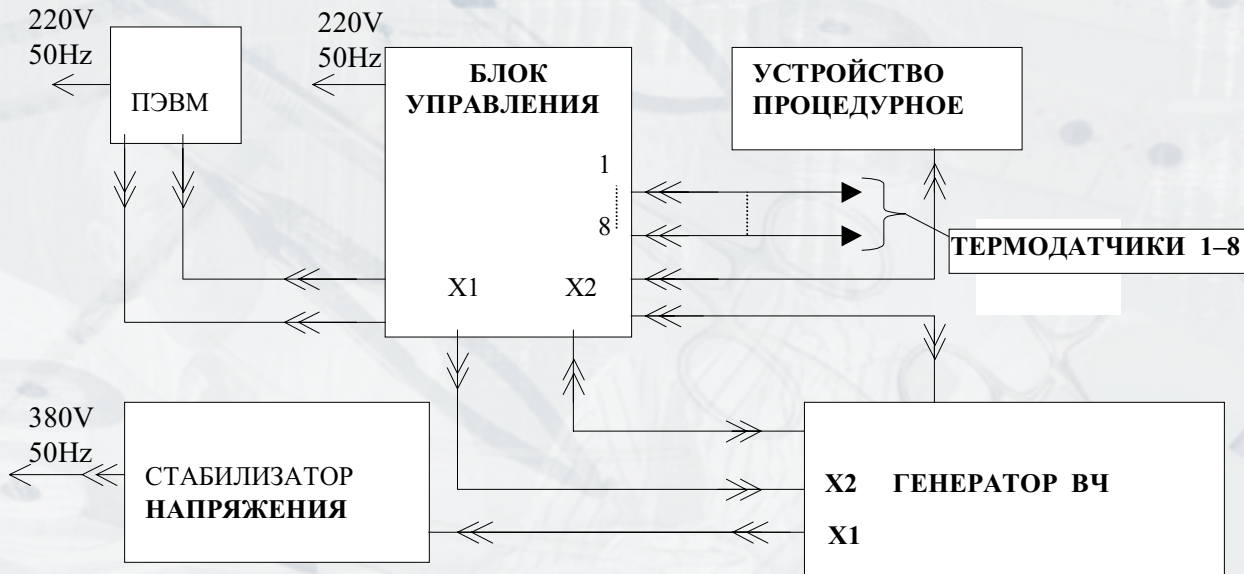 220V
50Hz
ПЭВМ
220V
50Hz
БЛОК
УПРАВЛЕНИЯ
1
8
X1
X2
УСТРОЙСТВО
ПРОЦЕДУРНОЕ
ТЕРМОДАТЧИКИ 1–8
380V
50Hz
СТАБИЛИЗАТОР
НАПРЯЖЕНИЯ
X2 ГЕНЕРАТОР ВЧ
X1